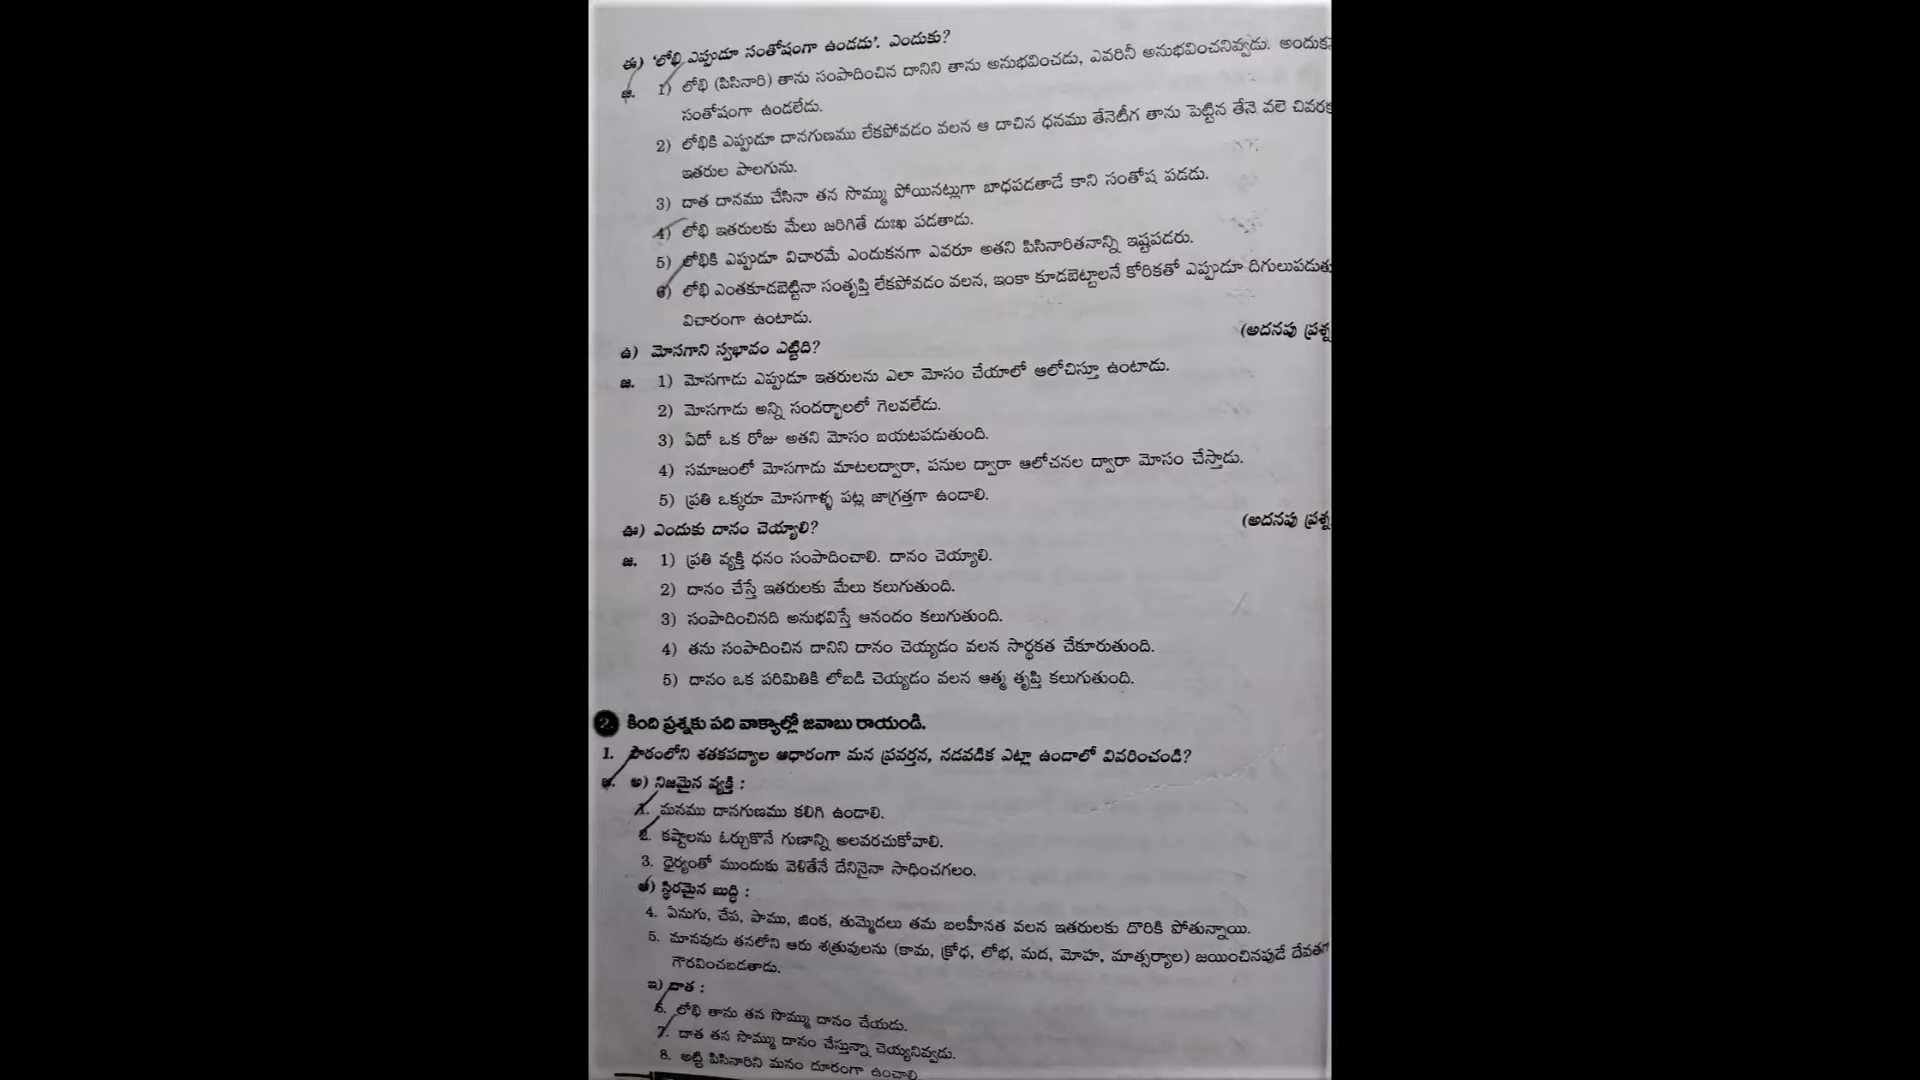 ఈ) 'లోభి ఎప్పుడూ సంతోషంగా ఉండడు'. ఎందుకు?
జ. 1) లోభి (పిసినారి) తాను సంపాదించిన దానిని తాను అనుభవించడు, ఎవరినీ అనుభవించనివ్వడు.
సంతోషంగా ఉండలేడు.
2) లోభికి ఎప్పుడూ దానగుణము లేకపోవడం వలన ఆ దాచిన ధనము తేనెటీగ తాను పెట్టిన తేనె వలె
ఇతరుల పాలగును.
3) దాత దానము చేసినా తన సొమ్ము పోయినట్లుగా బాధపడతాడే కాని సంతోష పడడు.
4) లోభి ఇతరులకు మేలు జరిగితే దుఃఖ పడతాడు.
5) లోభికి ఎప్పుడూ విచారమే ఎందుకనగా ఎవరూ అతని పిసినారితనాన్ని ఇష్టపడరు.
6) లోభి ఎంతకూడబెట్టినా సంతృప్తి లేకపోవడం వలన, ఇంకా కూడబెట్టాలనే కోరికతో ఎప్పుడూ
విచారంగా ఉంటాడు.
(అదనపు ప్రశ్న
ఉ) మోసగాని స్వభావం ఎట్టిది?
జ. 1) మోసగాడు ఎప్పుడూ ఇతరులను ఎలా మోసం చేయాలో ఆలోచిస్తూ ఉంటాడు.
2) మోసగాడు అన్ని సందర్భాలలో గెలవలేడు.
3) ఏదో ఒక రోజు అతని మోసం బయటపడుతుంది.
4) సమాజంలో మోసగాడు మాటలద్వారా, పనుల ద్వారా ఆలోచనల ద్వారా మోసం చేస్తాడు.
5) ప్రతి ఒక్కరూ మోసగాళ్ళ పట్ల జాగ్రత్తగా ఉండాలి.
ఊ) ఎందుకు దానం చెయ్యాలి? (అదనపు ప్రశ్న
జ. 1) ప్రతి వ్యక్తి ధనం సంపాదించాలి. దానం చెయ్యాలి.
2) దానం చేస్తే ఇతరులకు మేలు కలుగుతుంది.
3) సంపాదించినది అనుభవిస్తే ఆనందం కలుగుతుంది.
4) తను సంపాదించిన దానిని దానం చెయ్యడం వలన సార్థకత చేకూరుతుంది.
5) దానం ఒక పరిమితికి లోబడి చెయ్యడం వలన ఆత్మ తృప్తి కలుగుతుంది.
2. కింది ప్రశ్నకు పది వాక్యాల్లో జవాబు రాయండి.
1. పాఠంలోని శతకపద్యాల ఆధారంగా మన ప్రవర్తన, నడవడిక ఎట్లా ఉండాలో వివరించండి?
జ. అ) నిజమైన వ్యక్తి :
1. మనము దానగుణము కలిగి ఉండాలి.
2. కష్టాలను ఓర్చుకొనే గుణాన్ని అలవరచుకోవాలి.
3. ధైర్యంతో ముందుకు వెళితేనే దేనినైనా సాధించగలం.
ఆ) స్థిరమైన బుద్ధి :
4. ఏనుగు, చేప, పాము, జింక, తుమ్మెదలు తమ బలహీనత వలన ఇతరులకు దొరికి పోతున్నాయి.
5. మానవుడు తనలోని ఆరు శత్రువులను (కామ, క్రోధ, లోభ, మద, మోహ, మాత్సర్యాల) జయించినపుడే
గౌరవించబడతాడు.
ఇ) దాత :
6. లోభి తాను తన సొమ్ము దానం చేయడు.
7. దాత తన సొమ్ము దానం చేస్తున్నా చెయ్యనివ్వడు.
8. అట్టి పిసినారిని మనం దూరంగా ఉంచాలి